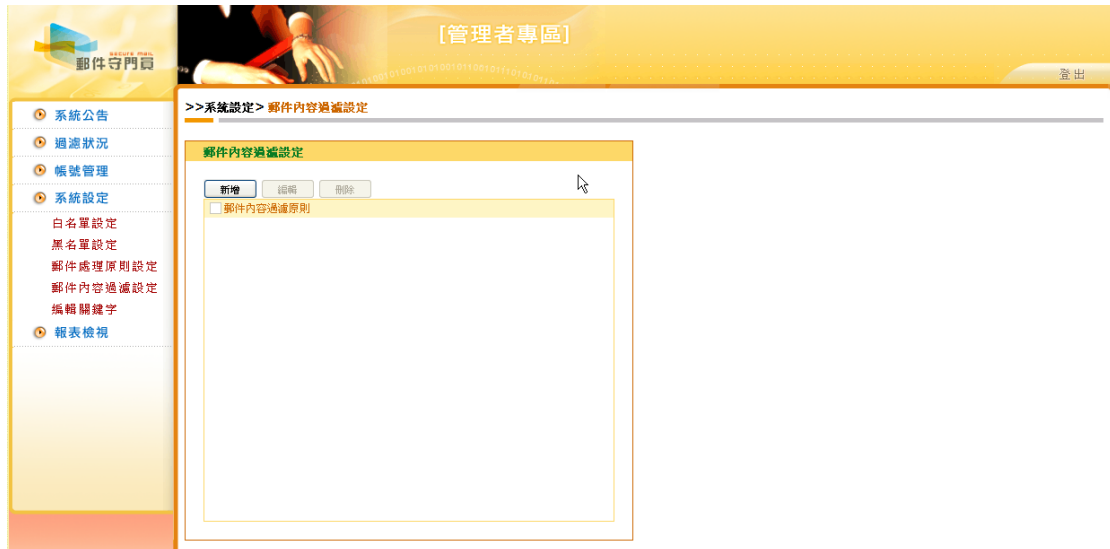 SECURE MAIL
郵件守門員
[管理者專區]
登出
系統公告
過濾狀況
帳號管理
系統設定
白名單設定
黑名單設定
郵件處理原則設定
郵件內容過濾設定
編輯關鍵字
報表檢視
>>系統設定> 郵件內容過濾設定
郵件內容過濾設定
新增 編輯 刪除
郵件內容過濾原則